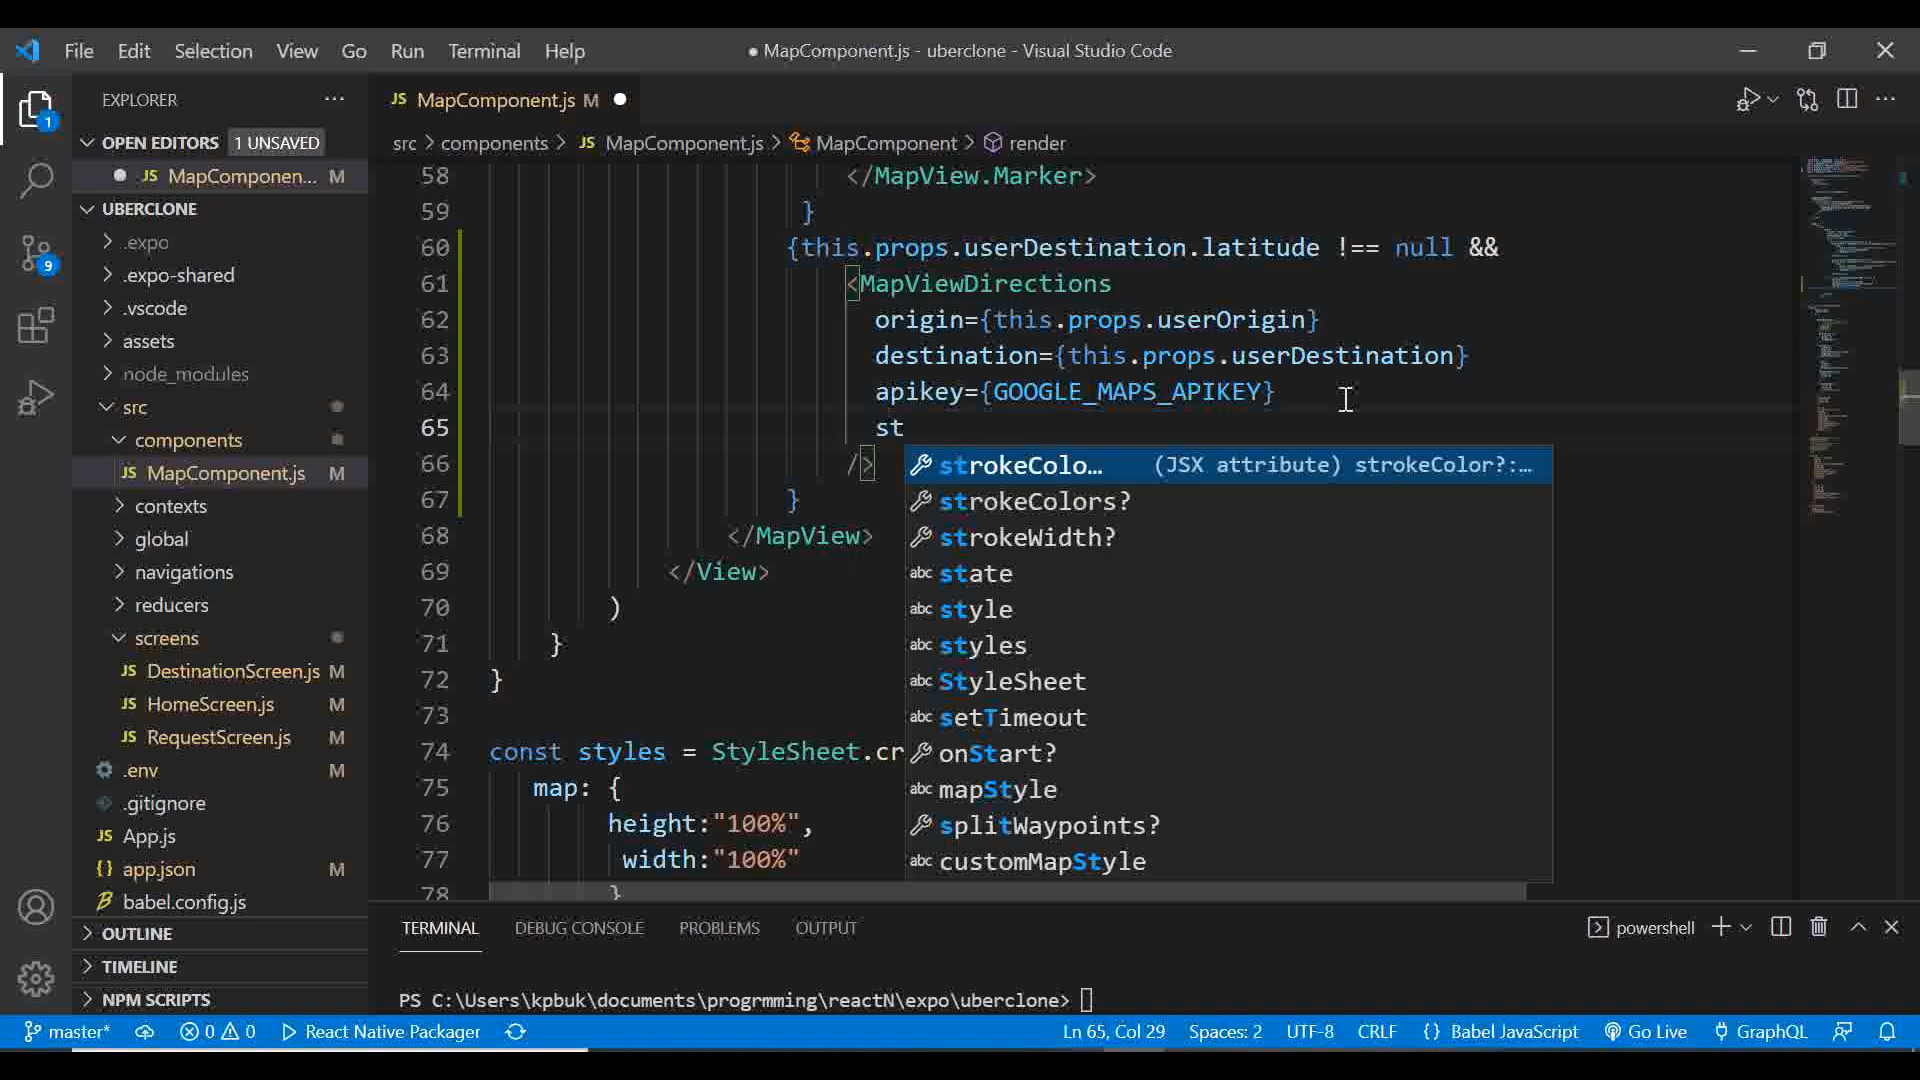 File Edit Selection View Go Run Terminal Help
● MapComponent.js - uberclone - Visual Studio Code
EXPLORER ...
JS MapComponent.js M
OPEN EDITORS 1 UNSAVED
src > components > JS MapComponent.js > MapComponent > render
JS MapComponen... M
UBERCLONE
.expo
.expo-shared
.vscode
assets
node_modules
src
components
JS MapComponent.js M
contexts
global
navigations
reducers
screens
JS DestinationScreen.js M
JS HomeScreen.js M
JS RequestScreen.js M
.env M
.gitignore
JS App.js
{} app.json M
babel.config.js
OUTLINE
TIMELINE
NPM SCRIPTS
1
9
58 </MapView.Marker>
59 }
60 {this.props.userDestination.latitude !== null &&
61 <MapViewDirections
62 origin={this.props.userOrigin}
63 destination={this.props.userDestination}
64 apikey={GOOGLE_MAPS_APIKEY}
65 st
66 />
67 }
68 </MapView>
69 </View>
70 )
71 }
72 }
73
74 const styles = StyleSheet.cr
75 map: {
76 height:"100%",
77 width:"100%"
78 }
strokeColo... (JSX attribute) strokeColor?:...
strokeColors?
strokeWidth?
abc state
abc style
abc styles
abc StyleSheet
abc setTimeout
onStart?
abc mapStyle
splitWaypoints?
abc customMapStyle
TERMINAL DEBUG CONSOLE PROBLEMS OUTPUT
powershell
PS C:\Users\kpbuk\documents\progrmming\reactN\expo\uberclone>
master* 0 0 React Native Packager
Ln 65, Col 29 Spaces: 2 UTF-8 CRLF {} Babel JavaScript Go Live GraphQL